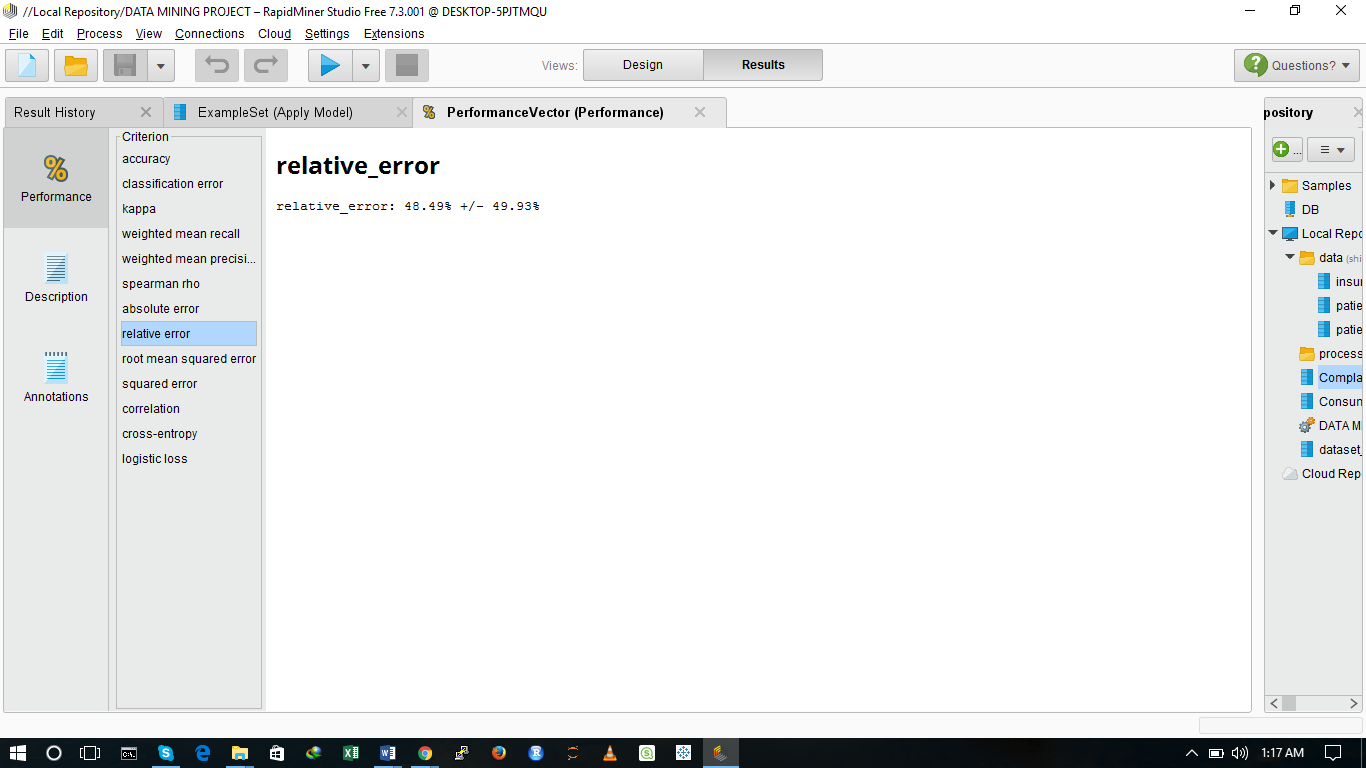 //Local Repository/DATA MINING PROJECT – RapidMiner Studio Free 7.3.001 @ DESKTOP-5PJTMQU
File Edit Process View Connections Cloud Settings Extensions
Views: Design Results Questions?
Result History ExampleSet (Apply Model) PerformanceVector (Performance) pository
Criterion
Performance
Description
Annotations
accuracy
classification error
kappa
weighted mean recall
weighted mean precisi...
spearman rho
absolute error
relative error
root mean squared error
squared error
correlation
cross-entropy
logistic loss
relative_error
relative_error: 48.49% +/- 49.93%
...
Samples
DB
Local Repo
data (shi
insur
patie
patie
process
Compla
Consum
DATA M
dataset_
Cloud Rep
1:17 AM